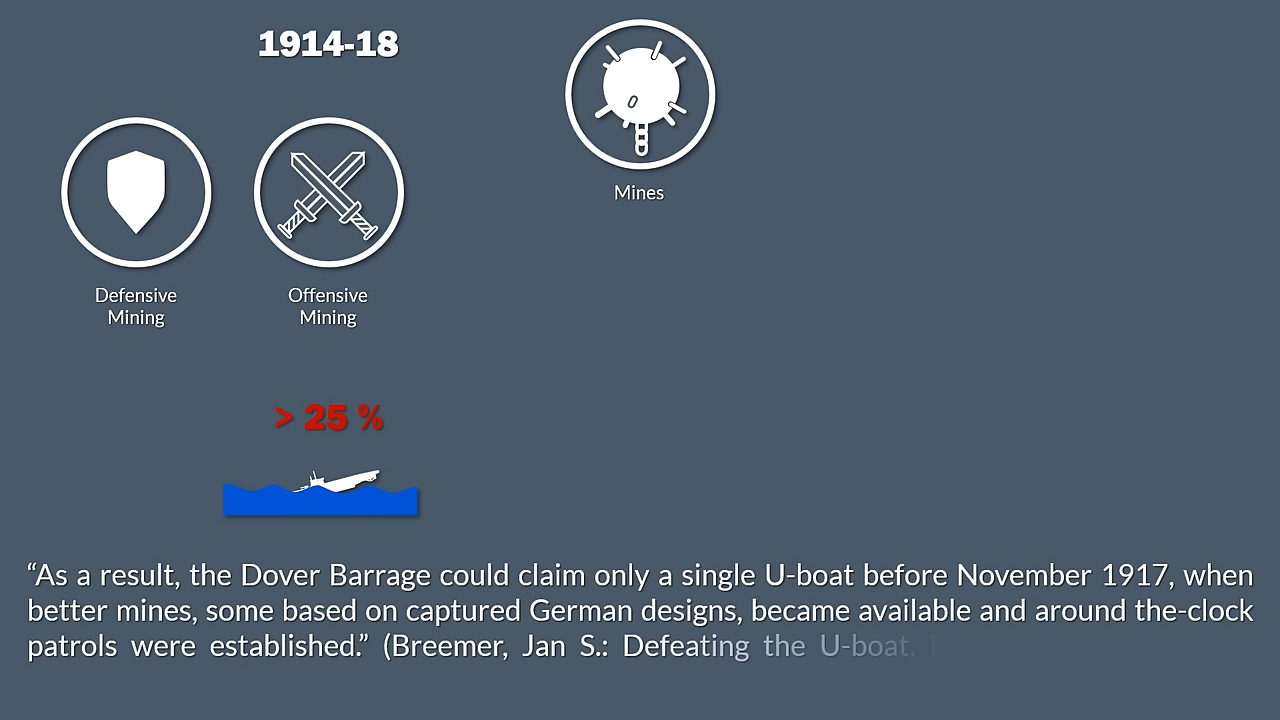 1914-18
Mines
Defensive
Mining
Offensive
Mining
> 25 %
“As a result, the Dover Barrage could claim only a single U-boat before November 1917, when
better mines, some based on captured German designs, became available and around the-clock
patrols were established.” (Breemer, Jan S.: Defeating the U-boat.